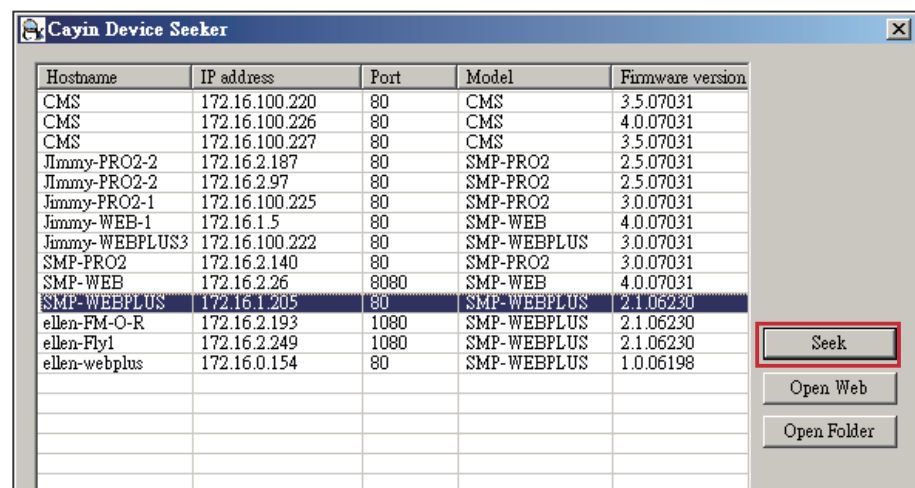 Cayin Device Seeker
Hostname IP address Port Model Firmware version
CMS 172.16.100.220 80 CMS 3.5.07031
CMS 172.16.100.226 80 CMS 4.0.07031
CMS 172.16.100.227 80 CMS 3.5.07031
JImmy-PRO2-2 172.16.2.187 80 SMP-PRO2 2.5.07031
JImmy-PRO2-2 172.16.2.97 80 SMP-PRO2 2.5.07031
Jimmy-PRO2-1 172.16.100.225 80 SMP-PRO2 3.0.07031
Jimmy-WEB-1 172.16.1.5 80 SMP-WEB 4.0.07031
Jimmy-WEBPLUS3 172.16.100.222 80 SMP-WEBPLUS 3.0.07031
SMP-PRO2 172.16.2.140 80 SMP-PRO2 3.0.07031
SMP-WEB 172.16.2.26 8080 SMP-WEB 4.0.07031
SMP-WEBPLUS 172.16.1.205 80 SMP-WEBPLUS 2.1.06230
ellen-FM-O-R 172.16.2.193 1080 SMP-WEBPLUS 2.1.06230
ellen-Fly1 172.16.2.249 1080 SMP-WEBPLUS 2.1.06230
ellen-webplus 172.16.0.154 80 SMP-WEBPLUS 1.0.06198
Seek
Open Web
Open Folder